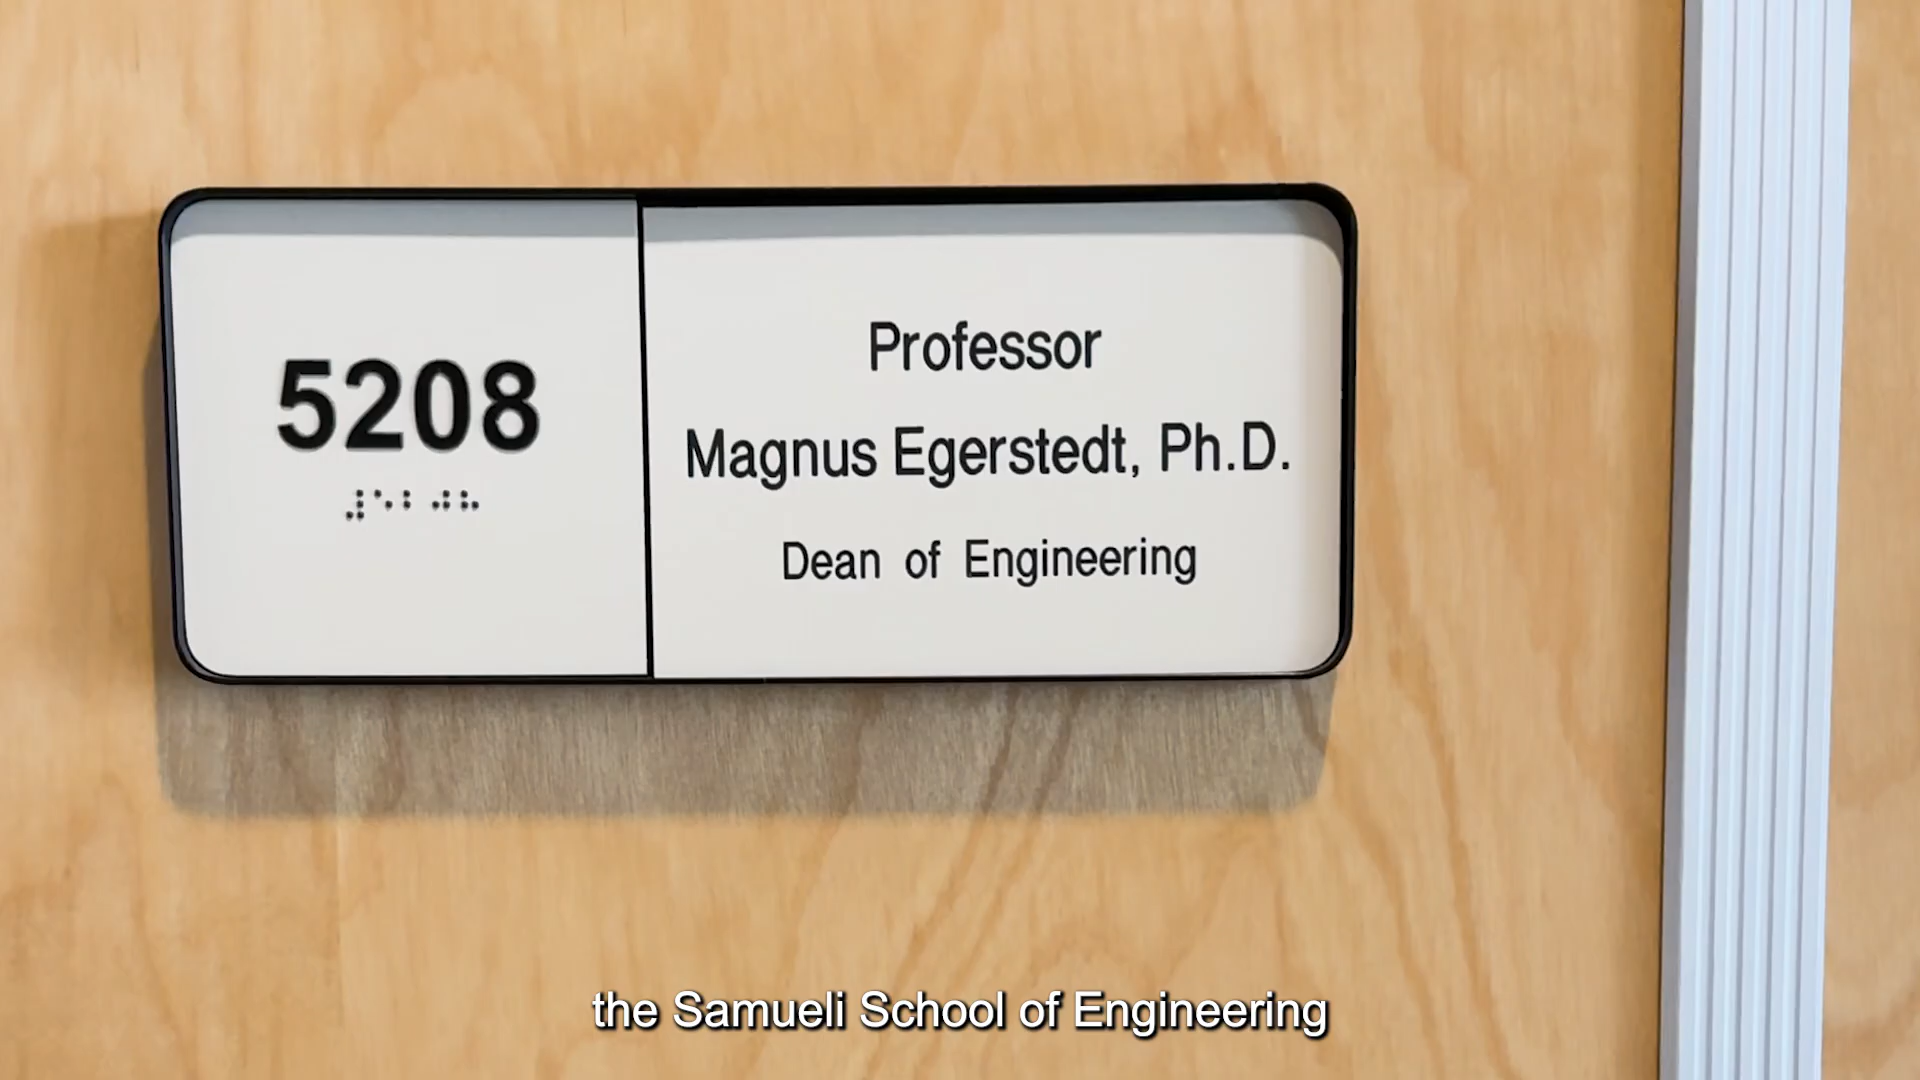 5208
⠼⠑⠃⠚⠓
Professor
Magnus Egerstedt, Ph.D.
Dean of Engineering
the Samueli School of Engineering